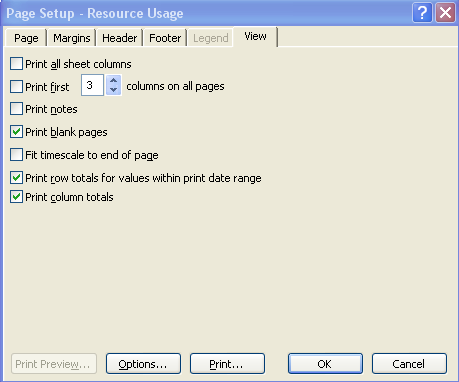 Page Setup - Resource Usage
Page Margins Header Footer Legend View
Print all sheet columns
Print first 3 columns on all pages
Print notes
Print blank pages
Fit timescale to end of page
Print row totals for values within print date range
Print column totals
Print Preview... Options... Print... OK Cancel